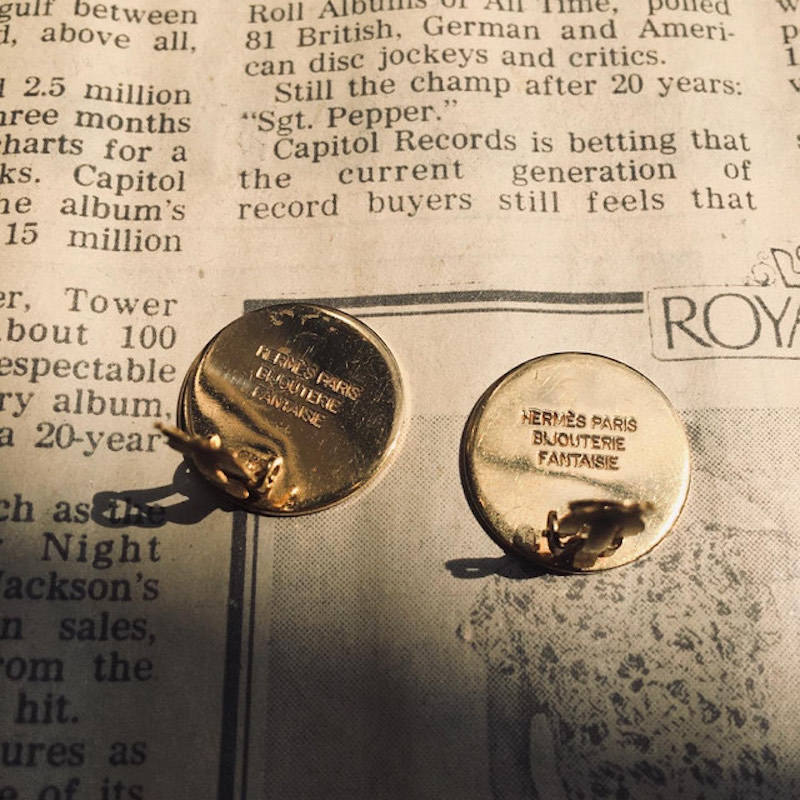 gulf between
d, above all,
2.5 million
three months
charts for a
ks. Capitol
he album's
15 million
er, Tower
about 100
espectable
ry album,
a 20-year-
ch as the
Night
Jackson's
n sales,
rom the
hit.
ures as
e of its
Roll Albums of All Time, polled
81 British, German and Ameri-
can disc jockeys and critics.
Still the champ after 20 years:
"Sgt. Pepper."
Capitol Records is betting that
the current generation of
record buyers still feels that
ROYA
HERMÈS PARIS
BIJOUTERIE
FANTAISIE
HERMÈS PARIS
BIJOUTERIE
FANTAISIE